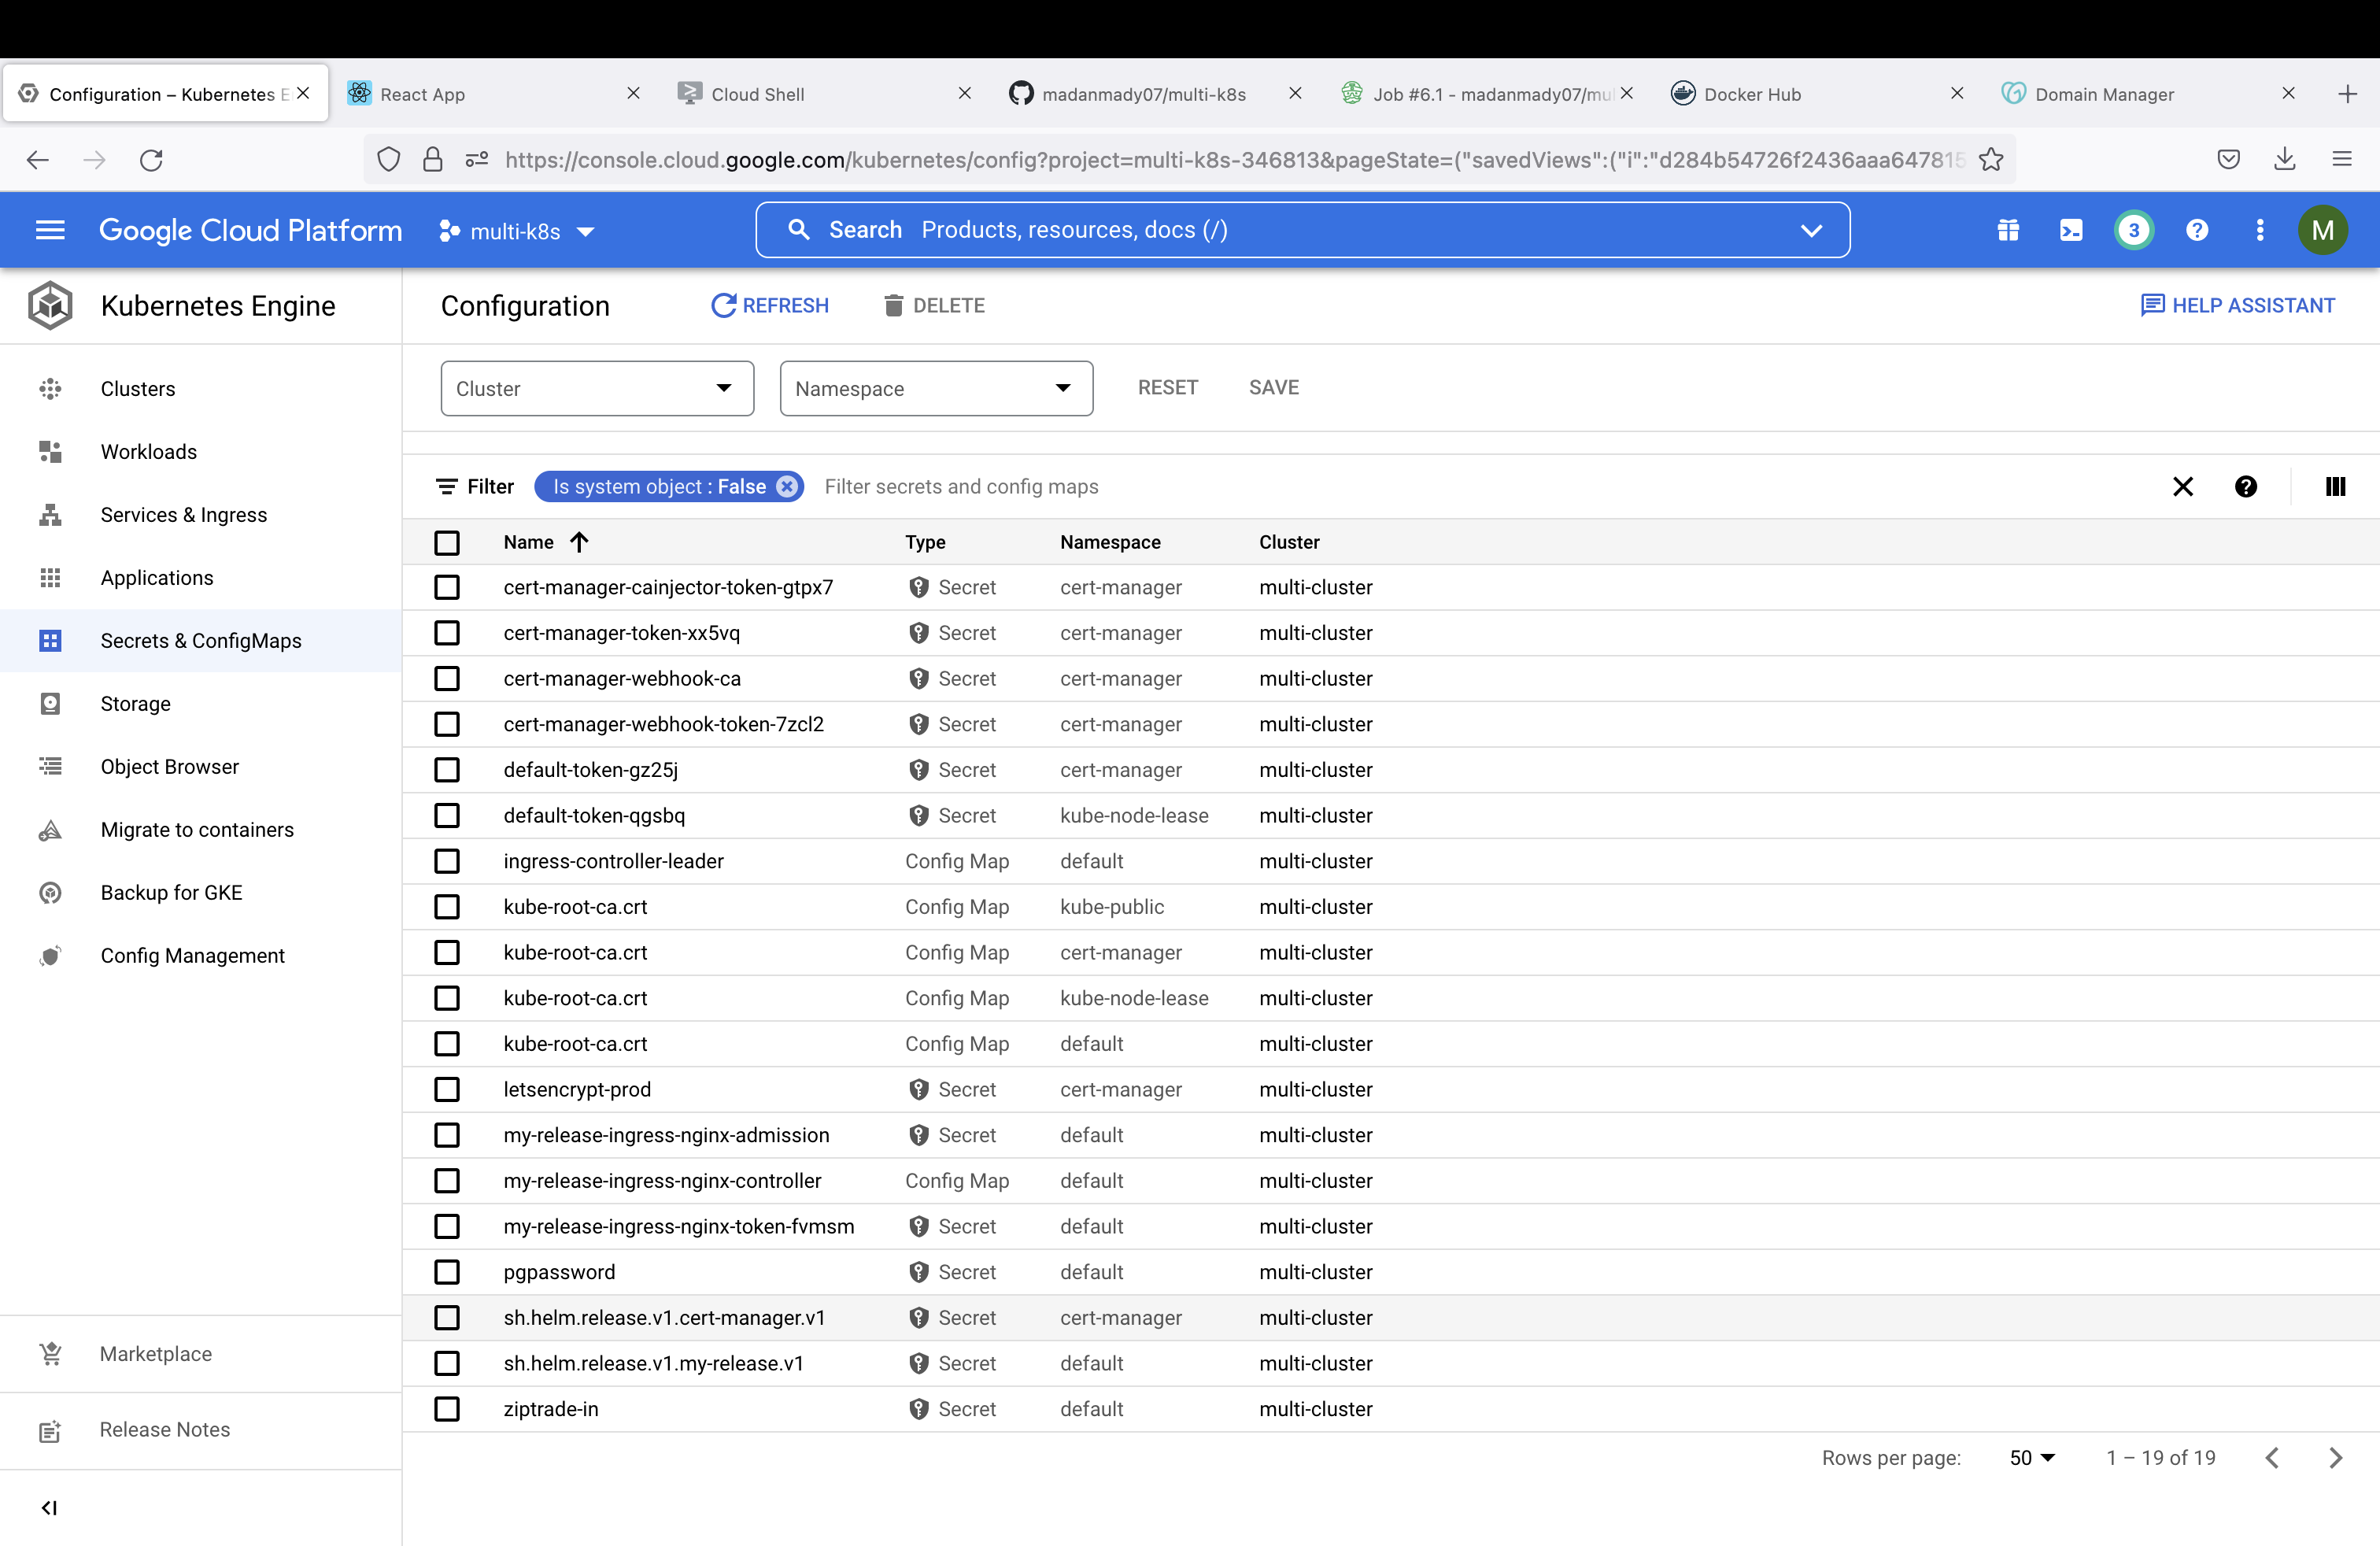 Configuration – Kubernetes E
React App
Cloud Shell
madanmady07/multi-k8s
Job #6.1 - madanmady07/mul
Docker Hub
Domain Manager
https://console.cloud.google.com/kubernetes/config?project=multi-k8s-346813&pageState=("savedViews":("i":"d284b54726f2436aaa647815
Google Cloud Platform
multi-k8s
Search Products, resources, docs (/)
3
?
M
Kubernetes Engine
Configuration
REFRESH
DELETE
HELP ASSISTANT
Clusters
Workloads
Services & Ingress
Applications
Secrets & ConfigMaps
Storage
Object Browser
Migrate to containers
Backup for GKE
Config Management
Marketplace
Release Notes
Cluster
Namespace
RESET
SAVE
Filter
Is system object : False
Filter secrets and config maps
?
Name Type Namespace Cluster
cert-manager-cainjector-token-gtpx7 Secret cert-manager multi-cluster
cert-manager-token-xx5vq Secret cert-manager multi-cluster
cert-manager-webhook-ca Secret cert-manager multi-cluster
cert-manager-webhook-token-7zcl2 Secret cert-manager multi-cluster
default-token-gz25j Secret cert-manager multi-cluster
default-token-qgsbq Secret kube-node-lease multi-cluster
ingress-controller-leader Config Map default multi-cluster
kube-root-ca.crt Config Map kube-public multi-cluster
kube-root-ca.crt Config Map cert-manager multi-cluster
kube-root-ca.crt Config Map kube-node-lease multi-cluster
kube-root-ca.crt Config Map default multi-cluster
letsencrypt-prod Secret cert-manager multi-cluster
my-release-ingress-nginx-admission Secret default multi-cluster
my-release-ingress-nginx-controller Config Map default multi-cluster
my-release-ingress-nginx-token-fvmsm Secret default multi-cluster
pgpassword Secret default multi-cluster
sh.helm.release.v1.cert-manager.v1 Secret cert-manager multi-cluster
sh.helm.release.v1.my-release.v1 Secret default multi-cluster
ziptrade-in Secret default multi-cluster
Rows per page: 50 1 – 19 of 19